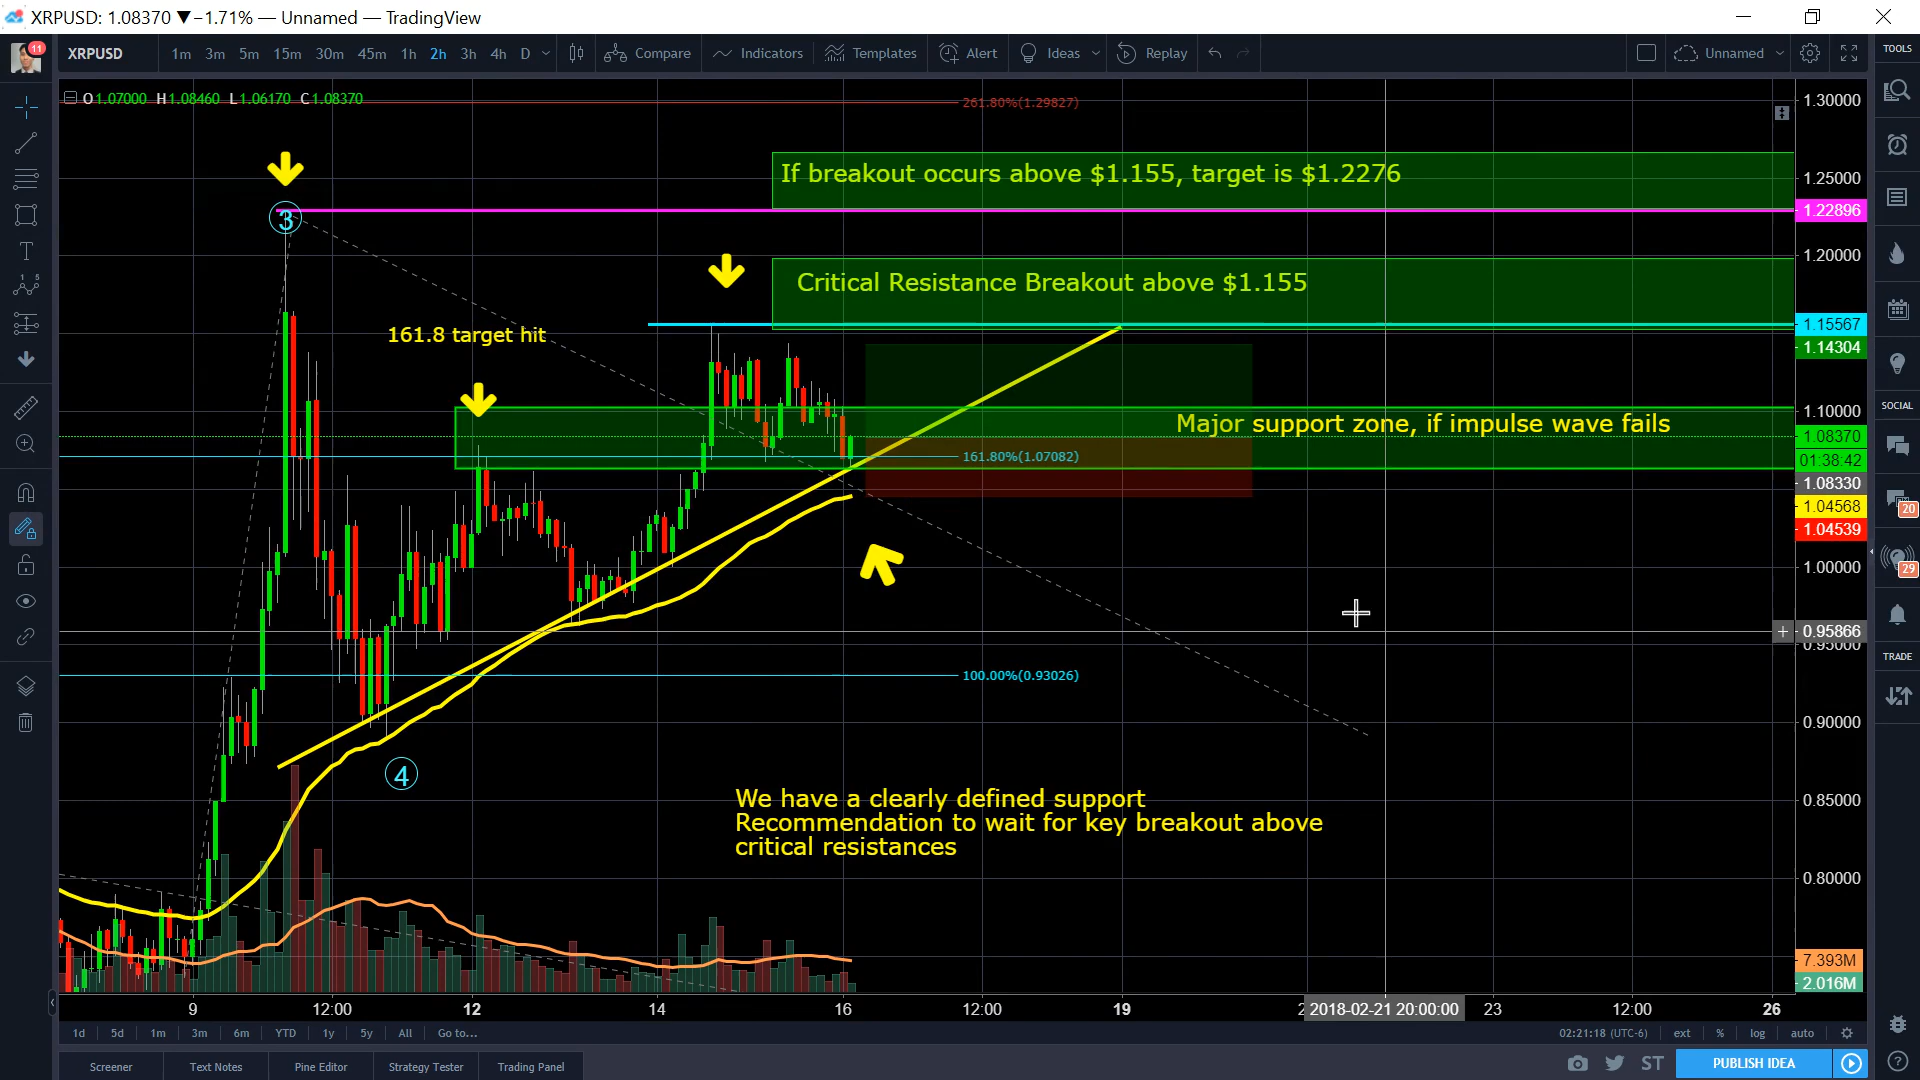 XRPUSD: 1.08370 ▼−1.71% — Unnamed — TradingView
11
XRPUSD 1m 3m 5m 15m 30m 45m 1h 2h 3h 4h D Compare Indicators Templates Alert Ideas Replay Unnamed TOOLS
O1.07000 H1.08460 L1.06170 C1.08370
261.80%(1.29827)
1.30000
If breakout occurs above $1.155, target is $1.2276
1.25000
3
1.22896
1.20000
Critical Resistance Breakout above $1.155
161.8 target hit
1.15567
1.14304
SOCIAL
1.10000
Major support zone, if impulse wave fails
1.08370
161.80%(1.07082)
01:38:42
1.08330
1.04568
20
1.04539
1.00000
29
0.95866
0.95000
TRADE
100.00%(0.93026)
0.90000
4
We have a clearly defined support
Recommendation to wait for key breakout above
critical resistances
0.85000
0.80000
7.393M
2.016M
9 12:00 12 14 16 12:00 19 2018-02-21 20:00:00 23 12:00 26
1d 5d 1m 3m 6m YTD 1y 5y All Go to... 02:21:18 (UTC-6) ext % log auto
Screener Text Notes Pine Editor Strategy Tester Trading Panel ST PUBLISH IDEA